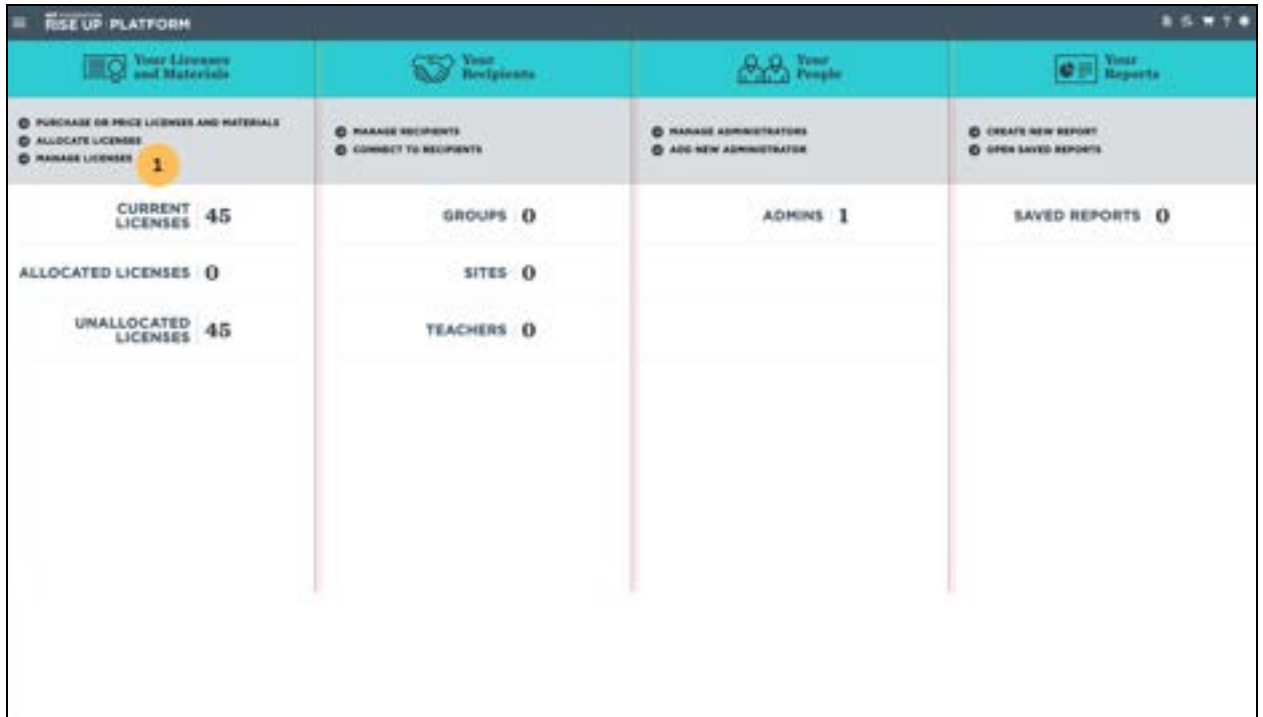 RISE UP PLATFORM
Your Licenses
and Materials
PURCHASE OR PRICE LICENSES AND MATERIALS
ALLOCATE LICENSES
MANAGE LICENSES
1
CURRENT
LICENSES 45
ALLOCATED LICENSES 0
UNALLOCATED
LICENSES 45
Your
Recipients
MANAGE RECIPIENTS
CONNECT TO RECIPIENTS
GROUPS 0
SITES 0
TEACHERS 0
Your
People
MANAGE ADMINISTRATORS
ADD NEW ADMINISTRATOR
ADMINS 1
Your
Reports
CREATE NEW REPORT
OPEN SAVED REPORTS
SAVED REPORTS 0